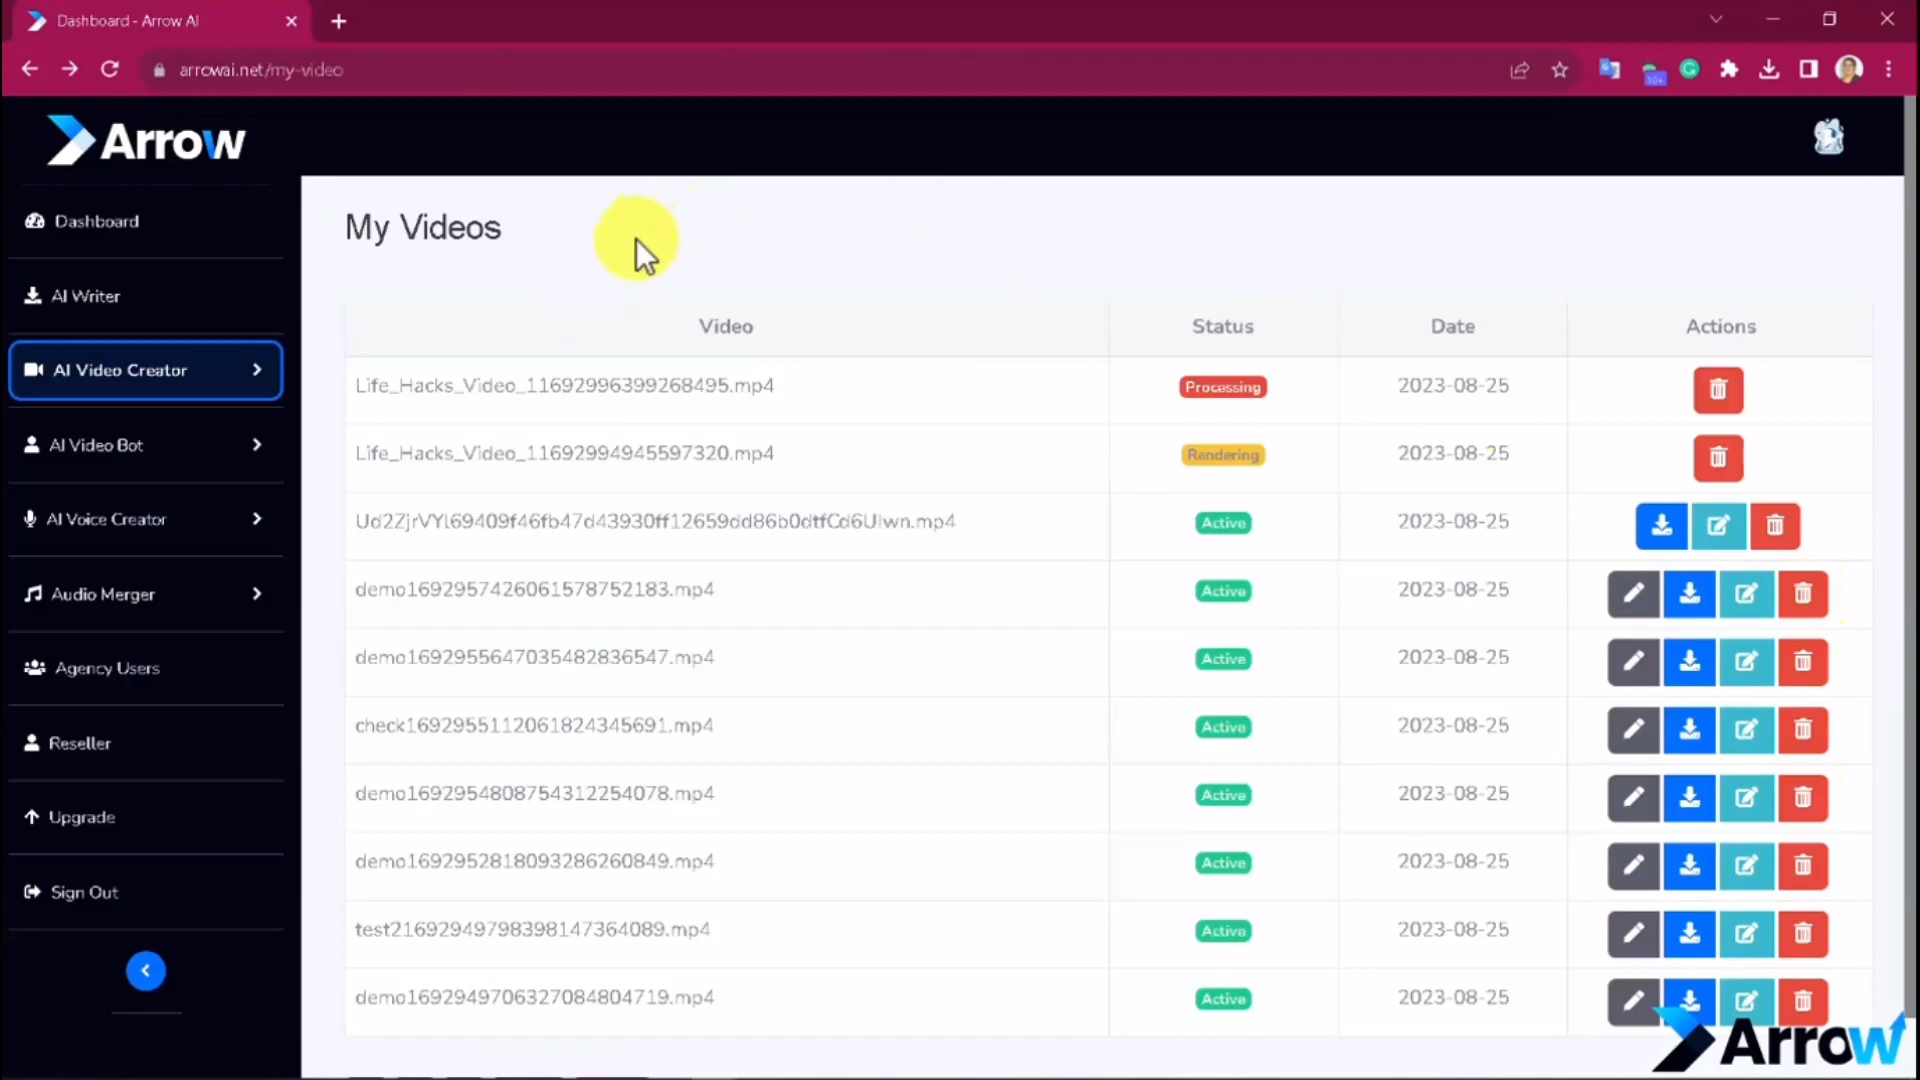 Dashboard - Arrow AI
arrowai.net/my-video
Arrow
Dashboard
AI Writer
AI Video Creator
AI Video Bot
AI Voice Creator
Audio Merger
Agency Users
Reseller
Upgrade
Sign Out
My Videos
Video Status Date Actions
Life_Hacks_Video_11692996399268495.mp4 Processing 2023-08-25
Life_Hacks_Video_11692994945597320.mp4 Rendering 2023-08-25
Active 2023-08-25
demo1692957426061578752183.mp4 Active 2023-08-25
demo1692955647035482836547.mp4 Active 2023-08-25
check1692955112061824345691.mp4 Active 2023-08-25
demo1692954808754312254078.mp4 Active 2023-08-25
demo1692952818093286260849.mp4 Active 2023-08-25
test21692949798398147364089.mp4 Active 2023-08-25
demo1692949706327084804719.mp4 Active 2023-08-25
Arrow